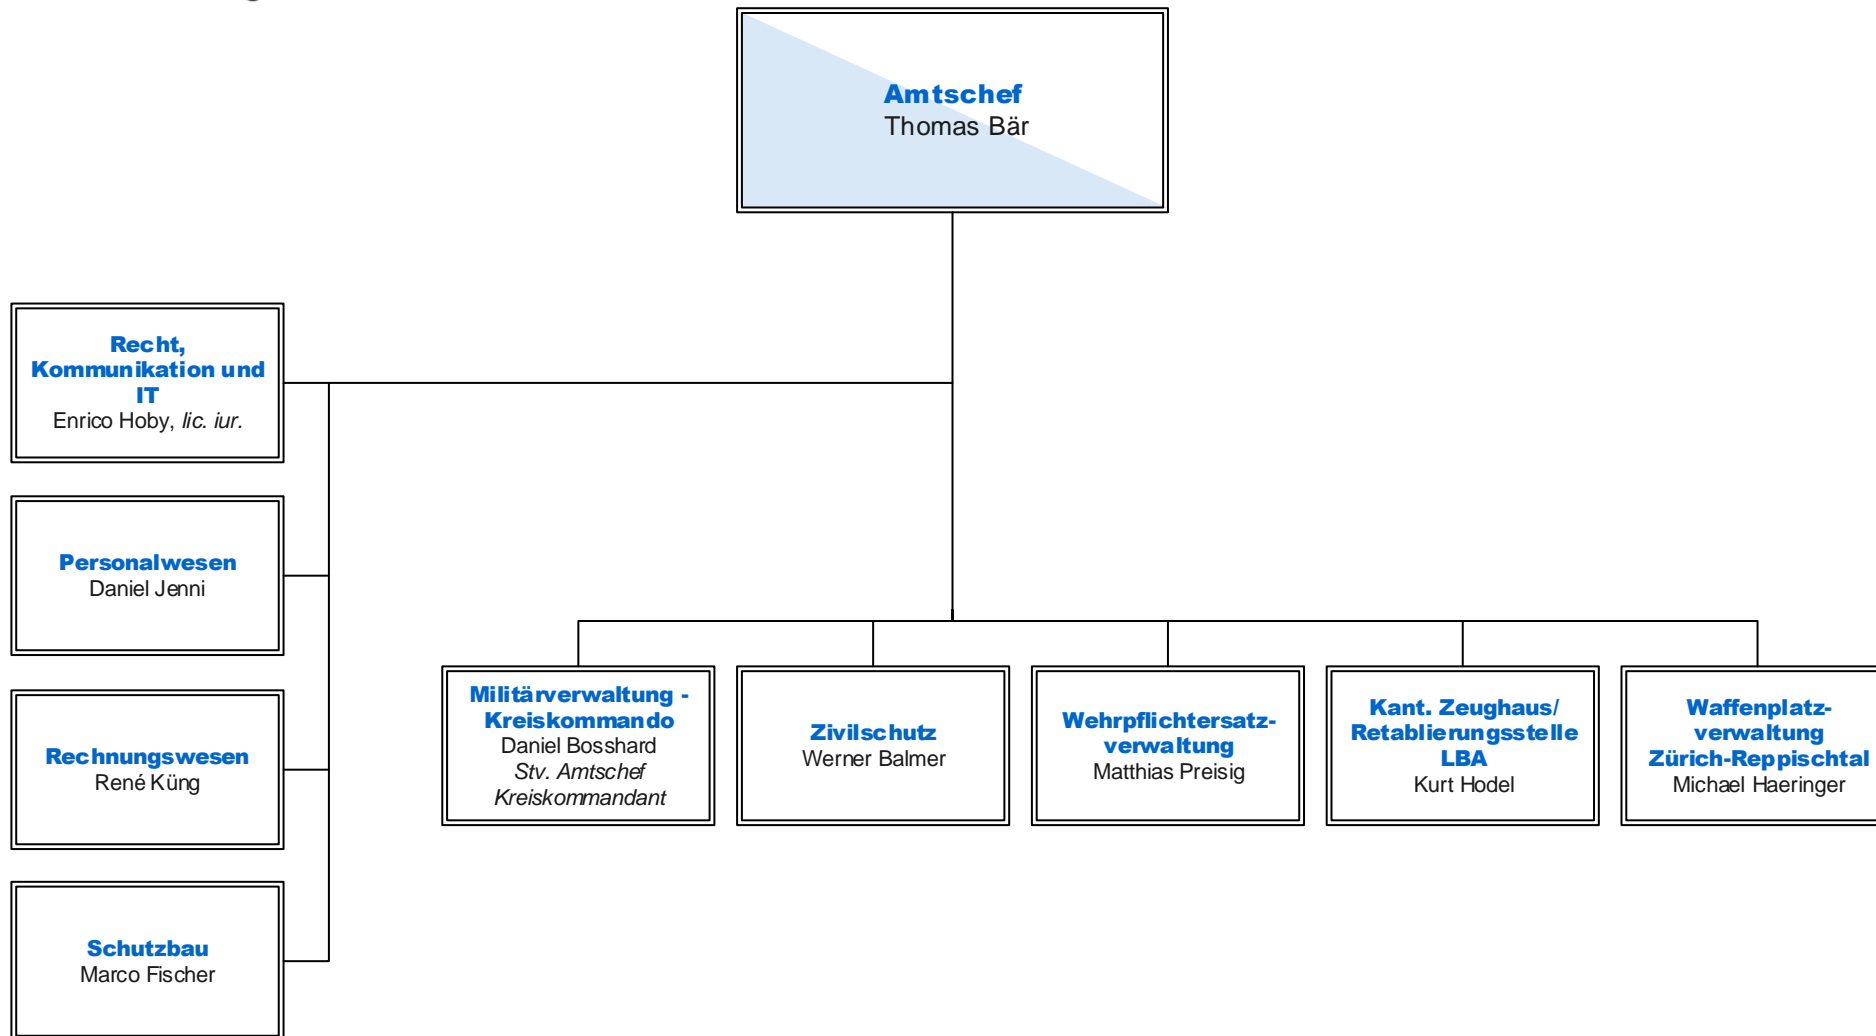 Amtschef
Thomas Bär
Recht,
Kommunikation und
IT
Enrico Hoby, lic. iur.
Personalwesen
Daniel Jenni
Rechnungswesen
René Küng
Schutzbau
Marco Fischer
Militärverwaltung -
Kreiskommando
Daniel Bosshard
Stv. Amtschef
Kreiskommandant
Zivilschutz
Werner Balmer
Wehrpflichtersatz-
verwaltung
Matthias Preisig
Kant. Zeughaus/
Retablierungsstelle
LBA
Kurt Hodel
Waffenplatz-
verwaltung
Zürich-Reppischtal
Michael Haeringer